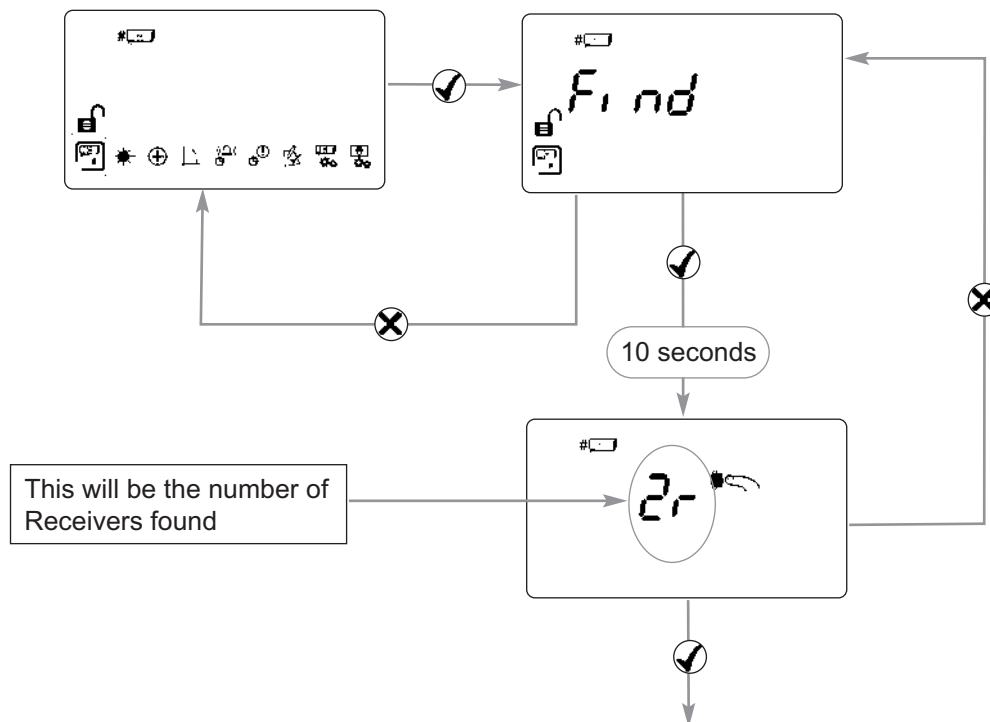 #
#
Find
10 seconds
#
2r
This will be the number of
Receivers found